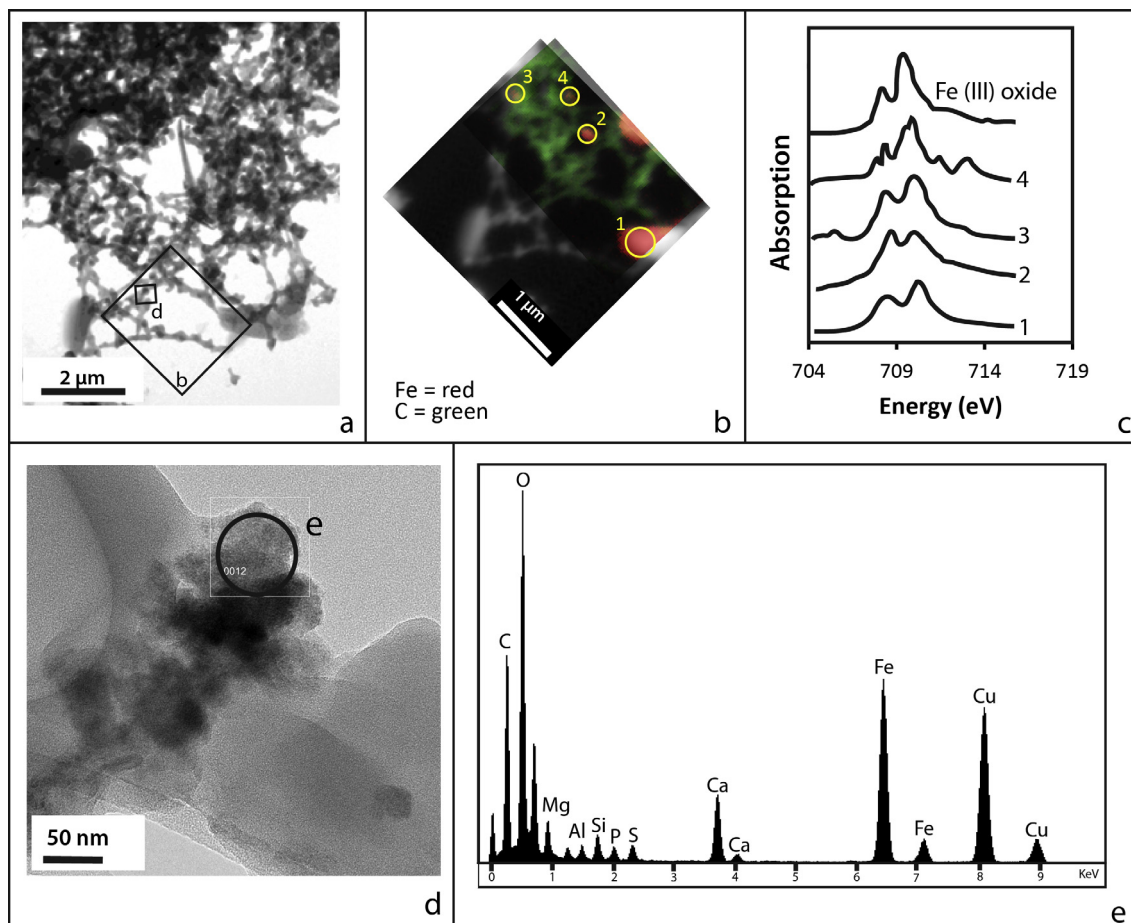 d
b
2 µm
a
3
4
2
1
1 µm
Fe = red
C = green
b
Absorption
Fe (III) oxide
4
3
2
1
704 709 714 719
Energy (eV)
c
e
0012
50 nm
d
O
C
Fe
Cu
Ca
Mg
Al
Si
P
S
Ca
Fe
Cu
0 1 2 3 4 5 6 7 8 9 KeV
e